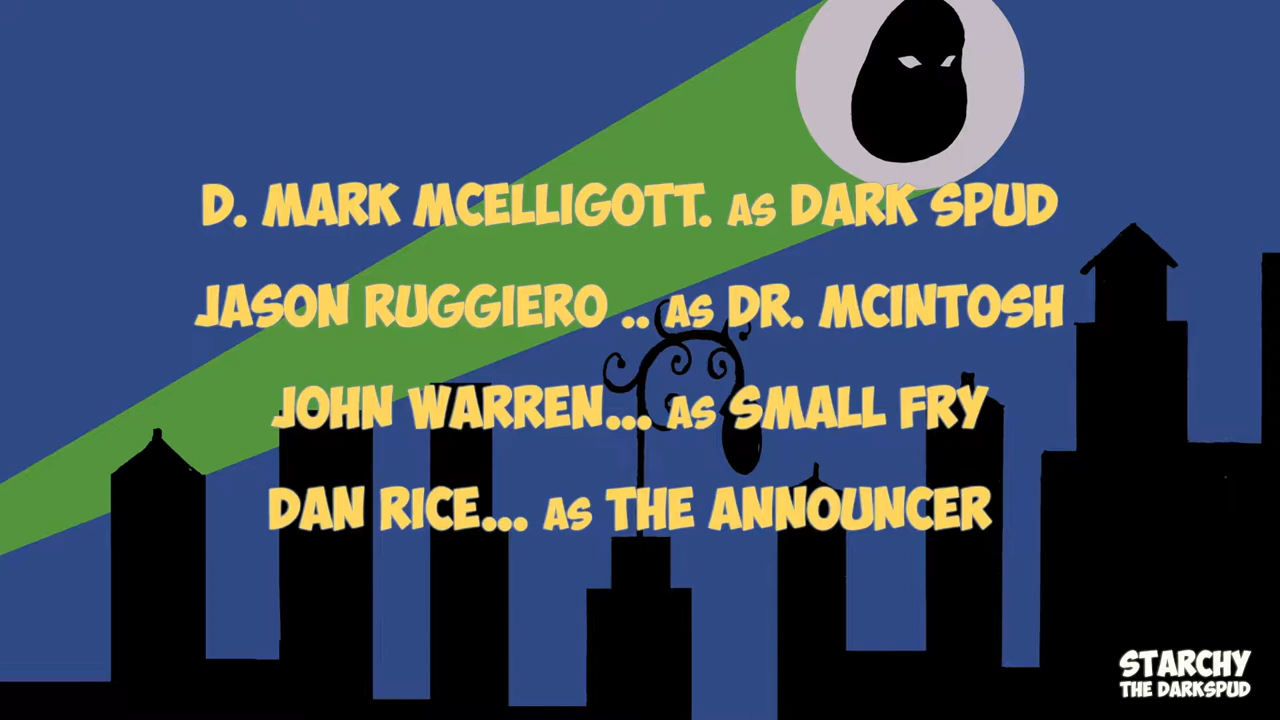 D. MARK MCELLIGOTT. AS DARK SPUD
JASON RUGGIERO .. AS DR. MCINTOSH
JOHN WARREN... AS SMALL FRY
DAN RICE... AS THE ANNOUNCER
STARCHY
THE DARKSPUD